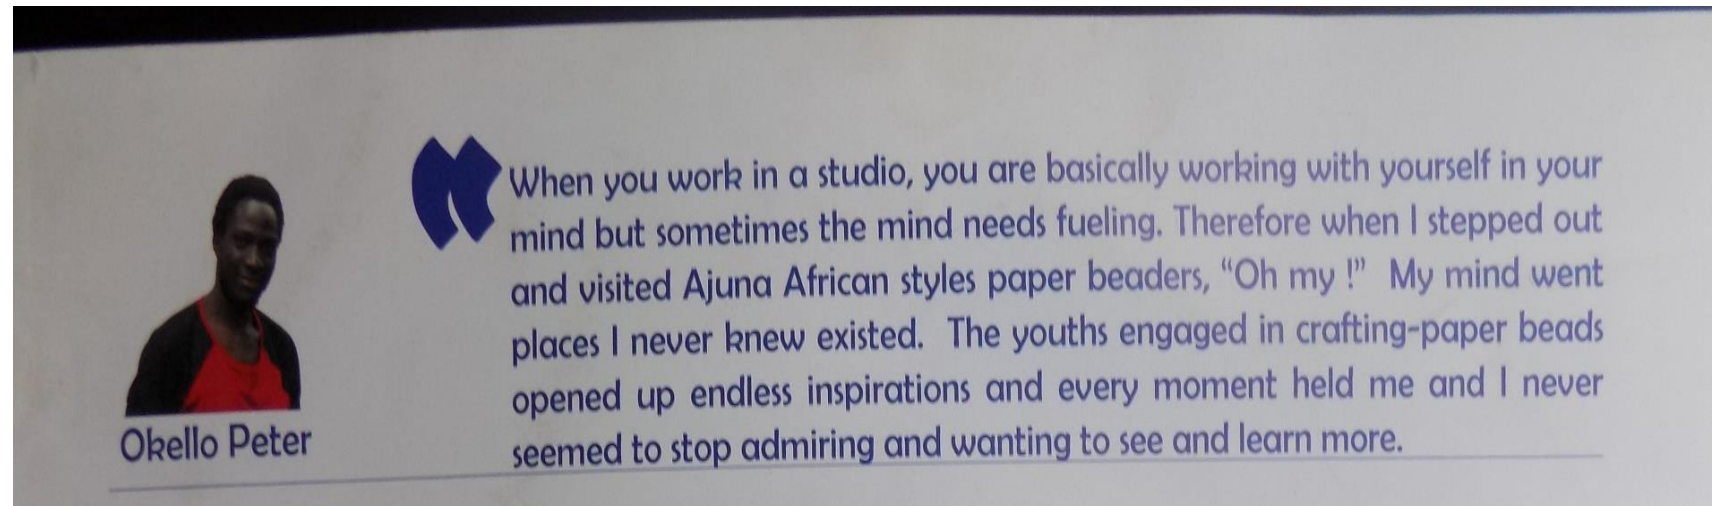 When you work in a studio, you are basically working with yourself in your
mind but sometimes the mind needs fueling. Therefore when I stepped out
and visited Ajuna African styles paper beaders, “Oh my !” My mind went
places I never knew existed. The youths engaged in crafting-paper beads
opened up endless inspirations and every moment held me and I never
seemed to stop admiring and wanting to see and learn more.
Okello Peter